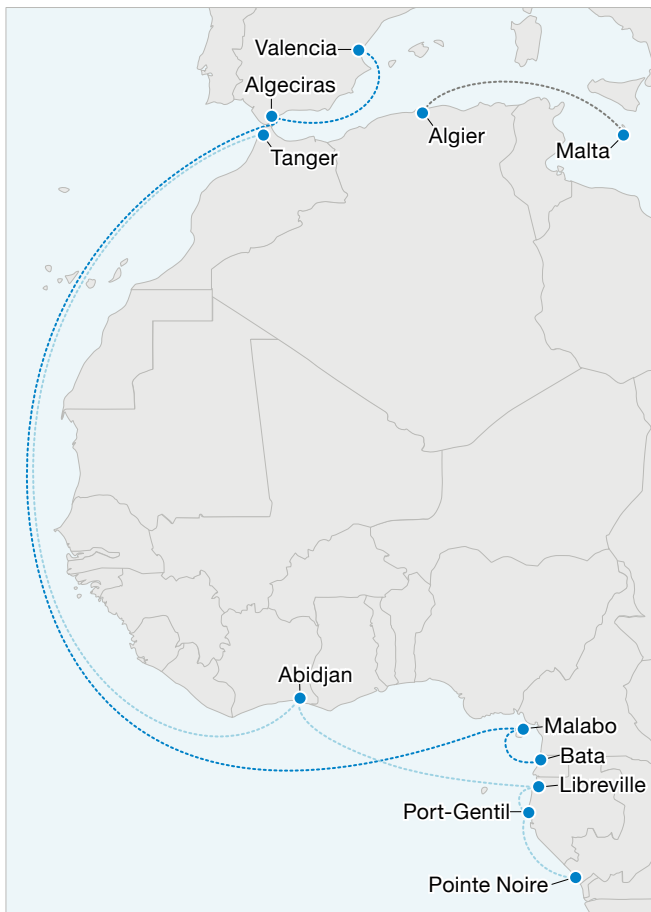 Valencia
Algeciras
Algier
Malta
Tanger
Abidjan
Malabo
Bata
Libreville
Port-Gentil
Pointe Noire